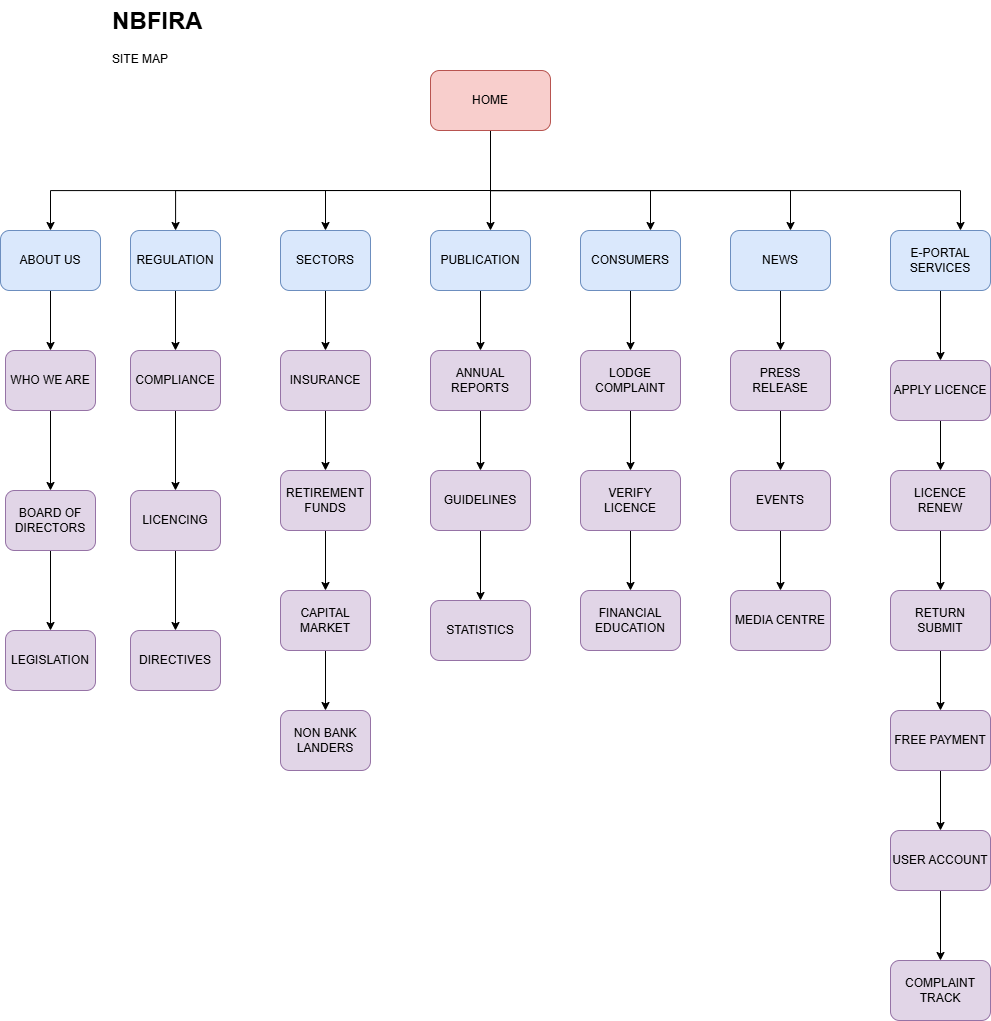 NBFIRA
SITE MAP
HOME
ABOUT US
REGULATION
SECTORS
PUBLICATION
CONSUMERS
NEWS
E-PORTAL
SERVICES
WHO WE ARE
COMPLIANCE
INSURANCE
ANNUAL
REPORTS
LODGE
COMPLAINT
PRESS
RELEASE
APPLY LICENCE
BOARD OF
DIRECTORS
LICENCING
RETIREMENT
FUNDS
GUIDELINES
VERIFY
LICENCE
EVENTS
LICENCE
RENEW
LEGISLATION
DIRECTIVES
CAPITAL
MARKET
STATISTICS
FINANCIAL
EDUCATION
MEDIA CENTRE
RETURN
SUBMIT
NON BANK
LANDERS
FREE PAYMENT
USER ACCOUNT
COMPLAINT
TRACK